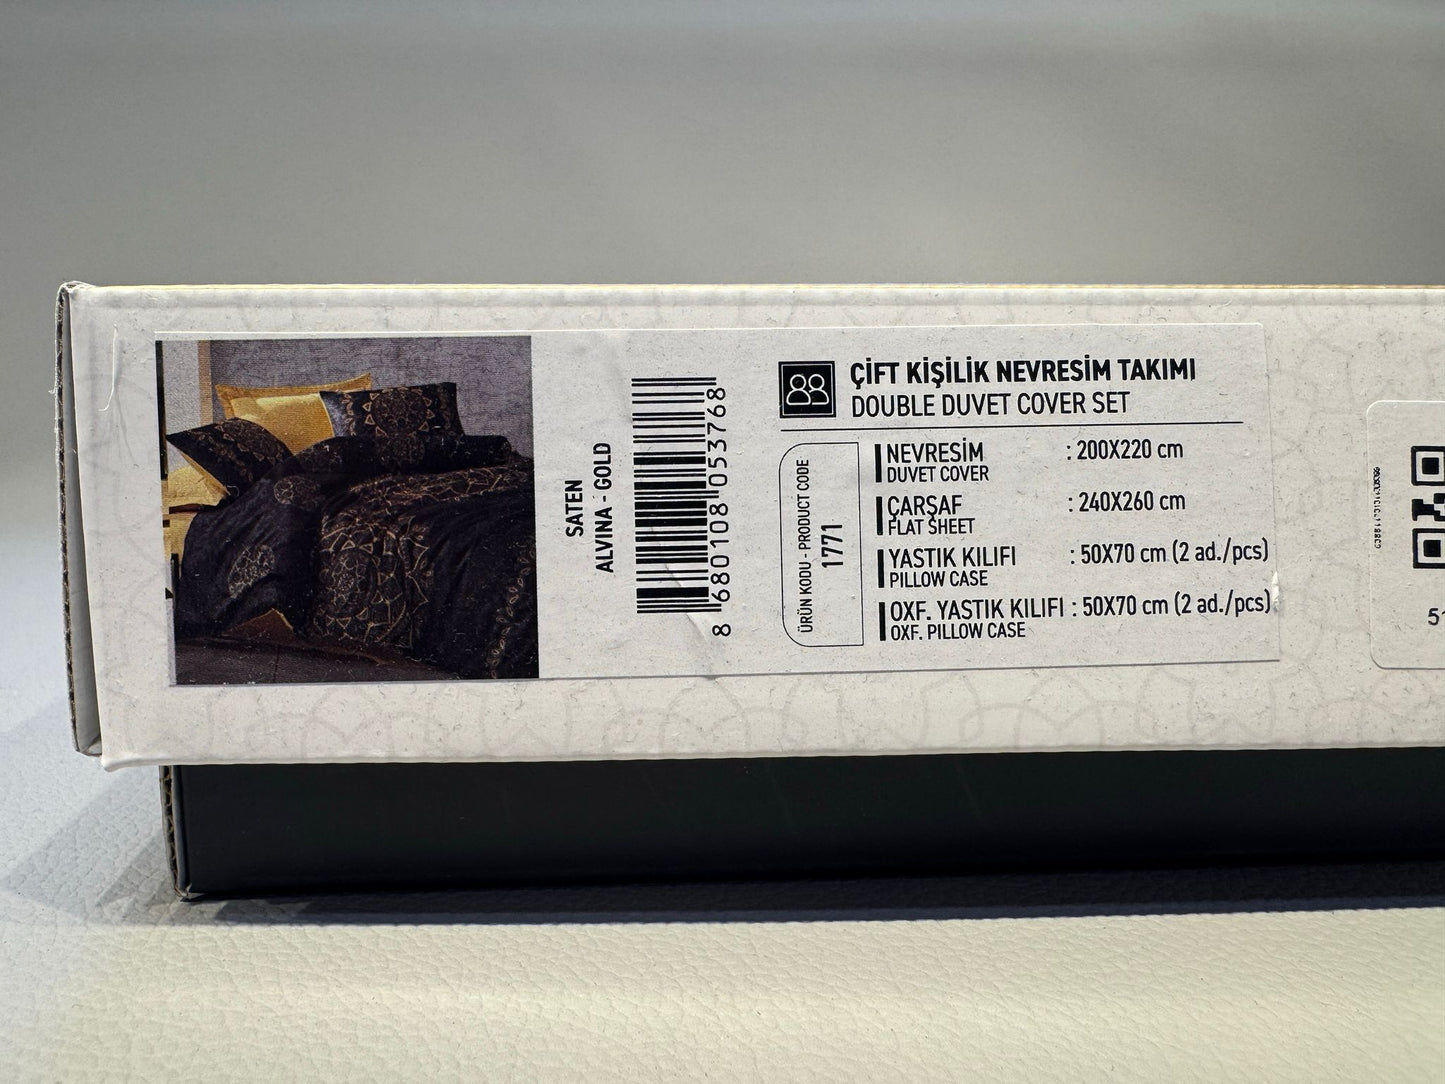 SATEN
ALVINA - GOLD
8 680108 053768
ÇİFT KİŞİLİK NEVRESİM TAKIMI
DOUBLE DUVET COVER SET
ÜRÜN KODU - PRODUCT CODE
1771
NEVRESİM : 200X220 cm
DUVET COVER
ÇARŞAF : 240X260 cm
FLAT SHEET
YASTIK KILIFI : 50X70 cm (2 ad./pcs)
PILLOW CASE
OXF. YASTIK KILIFI : 50X70 cm (2 ad./pcs)
OXF. PILLOW CASE